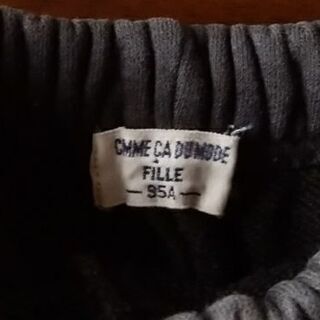 CMME ÇA DU MODE
FILLE
— 95A —